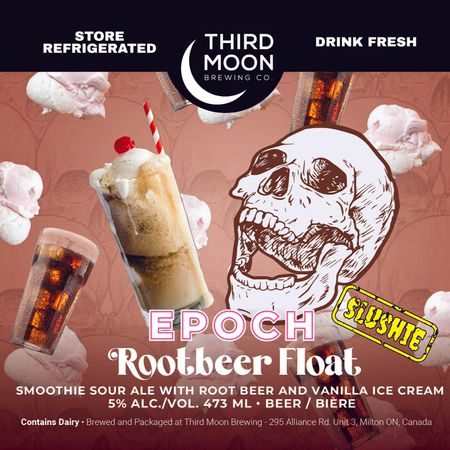 STORE
REFRIGERATED
THIRD
MOON
BREWING CO.
DRINK FRESH
EPOCH
SLUSHIE
Rootbeer Float
SMOOTHIE SOUR ALE WITH ROOT BEER AND VANILLA ICE CREAM
5% ALC./VOL. 473 ML • BEER / BIÈRE
Contains Dairy • Brewed and Packaged at Third Moon Brewing - 295 Alliance Rd. Unit 3, Milton ON, Canada